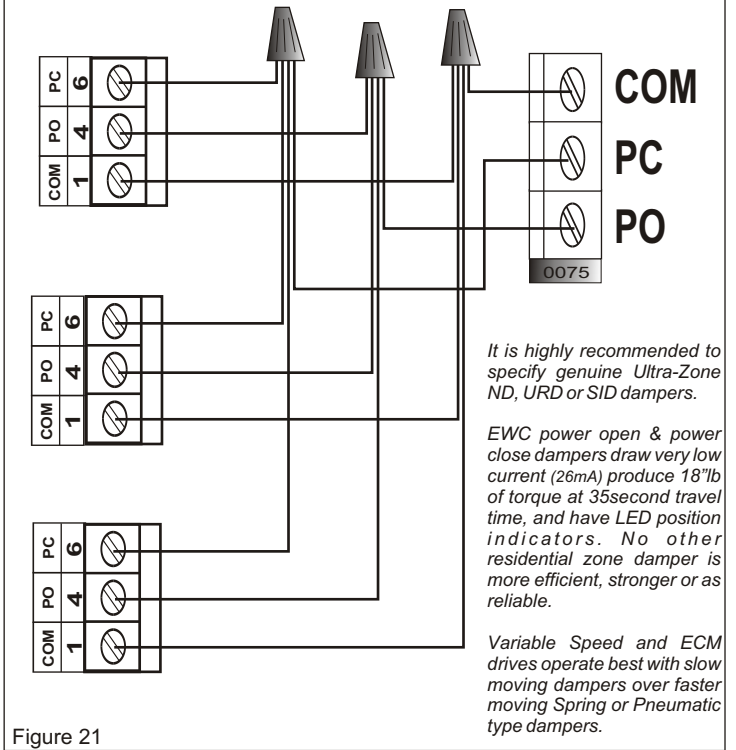 PC 6
PO 4
COM 1
COM
PC
PO
0075
PC 6
PO 4
COM 1
It is highly recommended to
specify genuine Ultra-Zone
ND, URD or SID dampers.
EWC power open & power
close dampers draw very low
current (26mA) produce 18"lb
of torque at 35second travel
time, and have LED position
indicators. No other
residential zone damper is
more efficient, stronger or as
reliable.
Variable Speed and ECM
drives operate best with slow
moving dampers over faster
moving Spring or Pneumatic
type dampers.
PC 6
PO 4
COM 1
Figure 21